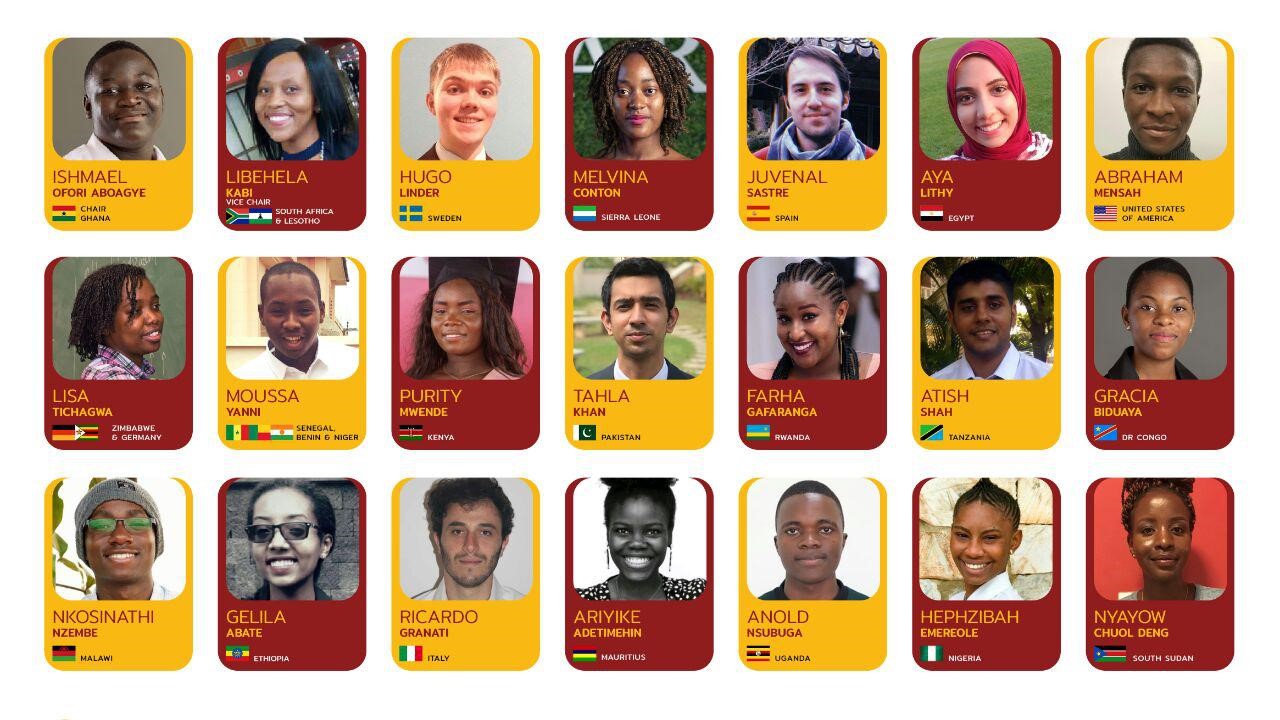 ISHMAEL
OFORI ABOAGYE
CHAIR
GHANA
LIBEHELA
KABI
VICE CHAIR
SOUTH AFRICA
& LESOTHO
HUGO
LINDER
SWEDEN
MELVINA
CONTON
SIERRA LEONE
JUVENAL
SASTRE
SPAIN
AYA
LITHY
EGYPT
ABRAHAM
MENSAH
UNITED STATES
OF AMERICA
LISA
TICHAGWA
ZIMBABWE
& GERMANY
MOUSSA
YANNI
SENEGAL,
BENIN & NIGER
PURITY
MWENDE
KENYA
TAHLA
KHAN
PAKISTAN
FARHA
GAFARANGA
RWANDA
ATISH
SHAH
TANZANIA
GRACIA
BIDUAYA
DR CONGO
NKOSINATHI
NZEMBE
MALAWI
GELILA
ABATE
ETHIOPIA
RICARDO
GRANATI
ITALY
ARIYIKE
ADETIMEHIN
MAURITIUS
ANOLD
NSUBUGA
UGANDA
HEPHZIBAH
EMEREOLE
NIGERIA
NYAYOW
CHUOL DENG
SOUTH SUDAN